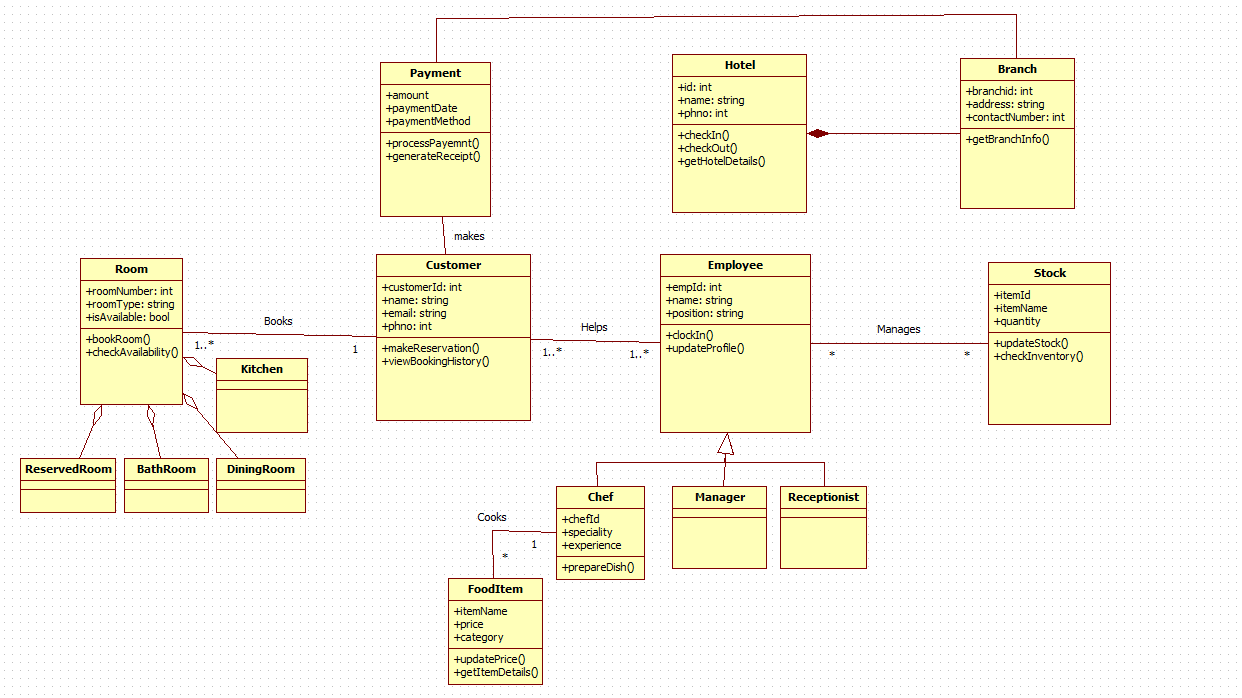 Payment
+amount
+paymentDate
+paymentMethod
+processPayemnt()
+generateReceipt()
Hotel
+id: int
+name: string
+phno: int
+checkIn()
+checkOut()
+getHotelDetails()
Branch
+branchid: int
+address: string
+contactNumber: int
+getBranchInfo()
makes
Room
+roomNumber: int
+roomType: string
+isAvailable: bool
+bookRoom()
+checkAvailability()
Books
1..*
1
Customer
+customerId: int
+name: string
+email: string
+phno: int
+makeReservation()
+viewBookingHistory()
Helps
1..*
1..*
Employee
+empId: int
+name: string
+position: string
+clockIn()
+updateProfile()
Manages
*
*
Stock
+itemId
+itemName
+quantity
+updateStock()
+checkInventory()
Kitchen
ReservedRoom
BathRoom
DiningRoom
Chef
+chefId
+speciality
+experience
+prepareDish()
Manager
Receptionist
Cooks
1
*
FoodItem
+itemName
+price
+category
+updatePrice()
+getItemDetails()